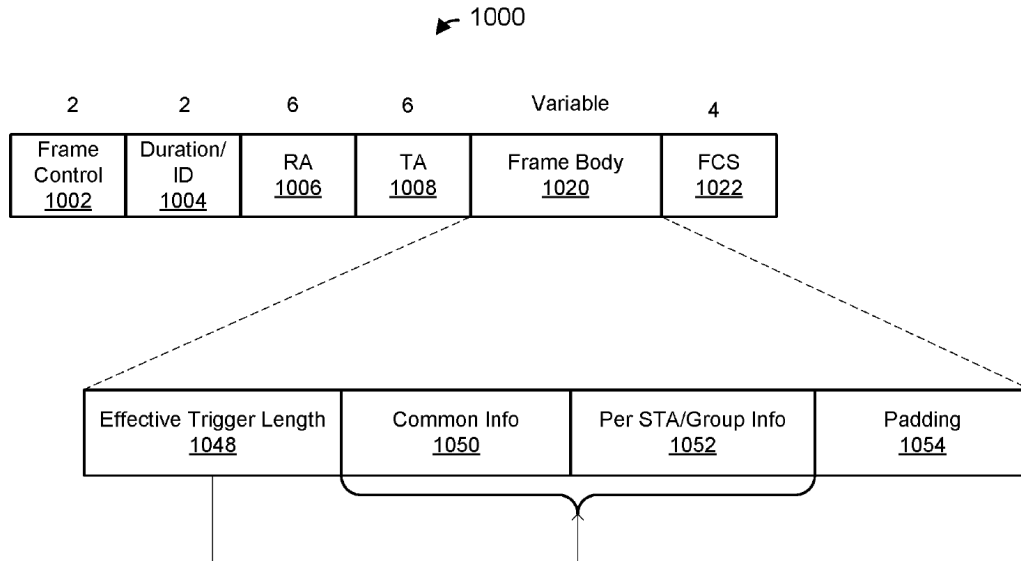 1000
2 2 6 6 Variable 4
Frame Control 1002
Duration/ ID 1004
RA 1006
TA 1008
Frame Body 1020
FCS 1022
Effective Trigger Length 1048
Common Info 1050
Per STA/Group Info 1052
Padding 1054